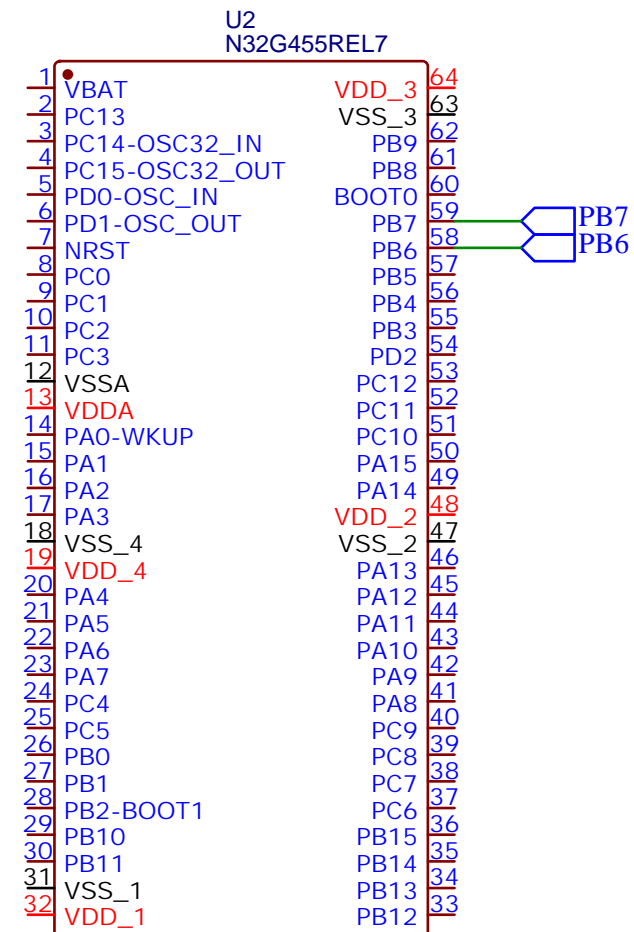 U2
N32G455REL7
1 VBAT VDD_3 64
2 PC13 VSS_3 63
3 PC14-OSC32_IN PB9 62
4 PC15-OSC32_OUT PB8 61
5 PD0-OSC_IN BOOT0 60
6 PD1-OSC_OUT PB7 59 PB7
7 NRST PB6 58 PB6
8 PC0 PB5 57
9 PC1 PB4 56
10 PC2 PB3 55
11 PC3 PD2 54
12 VSSA PC12 53
13 VDDA PC11 52
14 PA0-WKUP PC10 51
15 PA1 PA15 50
16 PA2 PA14 49
17 PA3 VDD_2 48
18 VSS_4 VSS_2 47
19 VDD_4 PA13 46
20 PA4 PA12 45
21 PA5 PA11 44
22 PA6 PA10 43
23 PA7 PA9 42
24 PC4 PA8 41
25 PC5 PC9 40
26 PB0 PC8 39
27 PB1 PC7 38
28 PB2-BOOT1 PC6 37
29 PB10 PB15 36
30 PB11 PB14 35
31 VSS_1 PB13 34
32 VDD_1 PB12 33